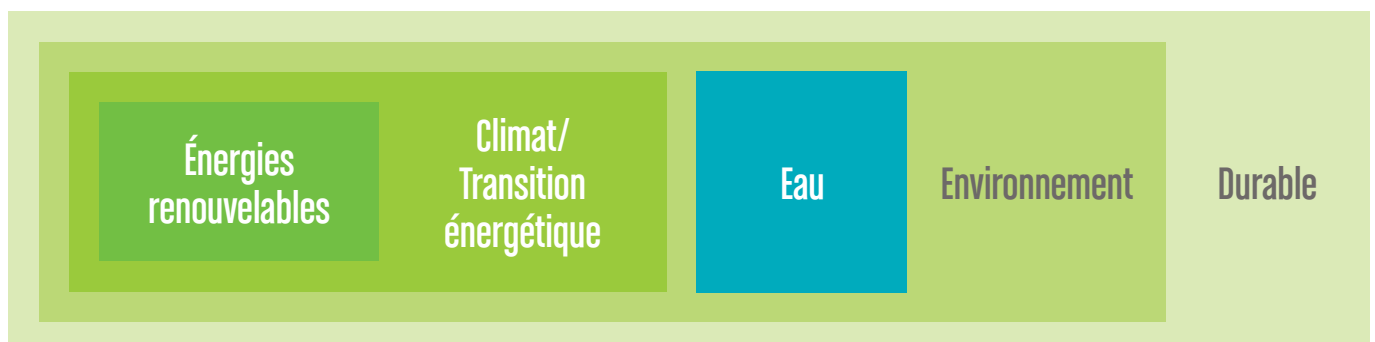 Énergies
renouvelables
Climat/
Transition
énergétique
Eau
Environnement
Durable